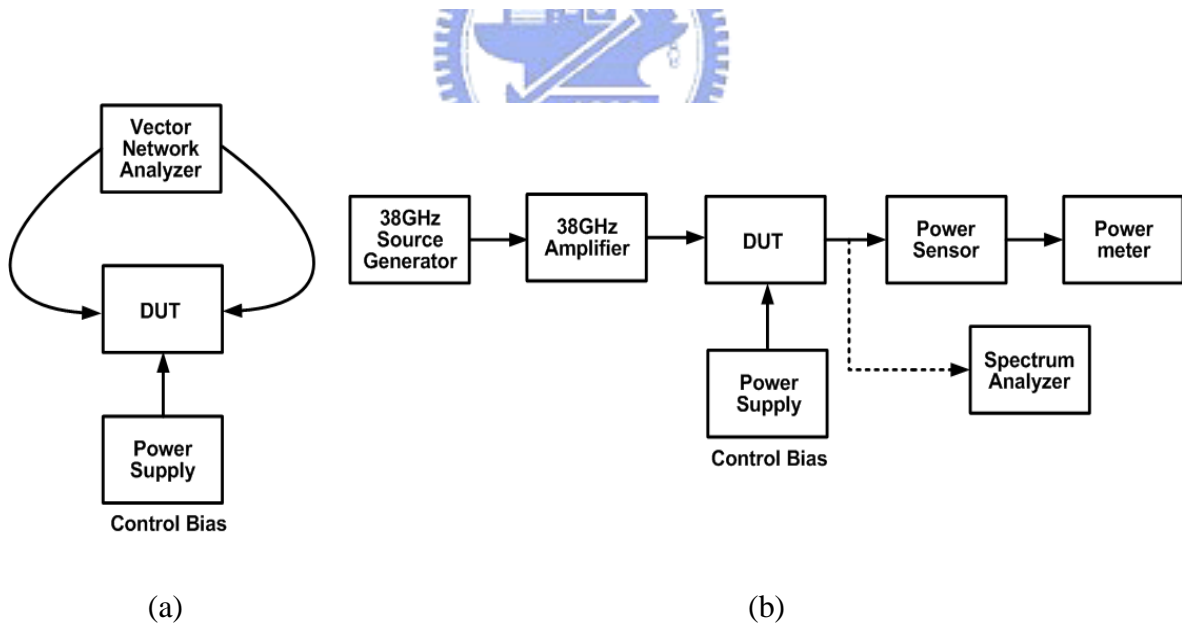 Vector
Network
Analyzer
DUT
Power
Supply
Control Bias
(a)
38GHz
Source
Generator
38GHz
Amplifier
DUT
Power
Sensor
Power
meter
Power
Supply
Control Bias
Spectrum
Analyzer
(b)